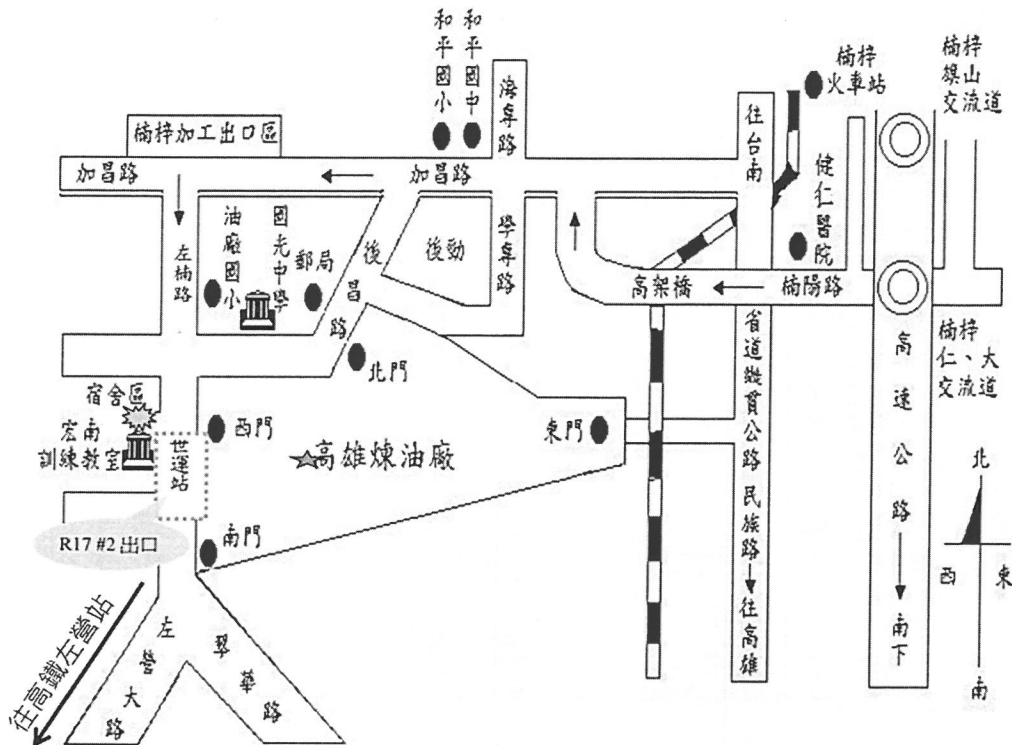 和平國小
和平國中
海專路
楠梓
火車站
楠梓
旗山
交流道
楠梓加工出口區
往台南
加昌路
加昌路
健仁醫院
左楠路
油廠國小
國光中學
郵局
後昌路
後勁
學專路
高架橋
楠陽路
楠梓
仁、大
交流道
北門
宿舍區
宏南
訓練教室
西門
世運站
高雄煉油廠
東門
省道縱貫公路
民族路
往高雄
高速公路
南下
北
西
東
南
R17 #2 出口
南門
左營大路
翠華路
往高鐵左營站